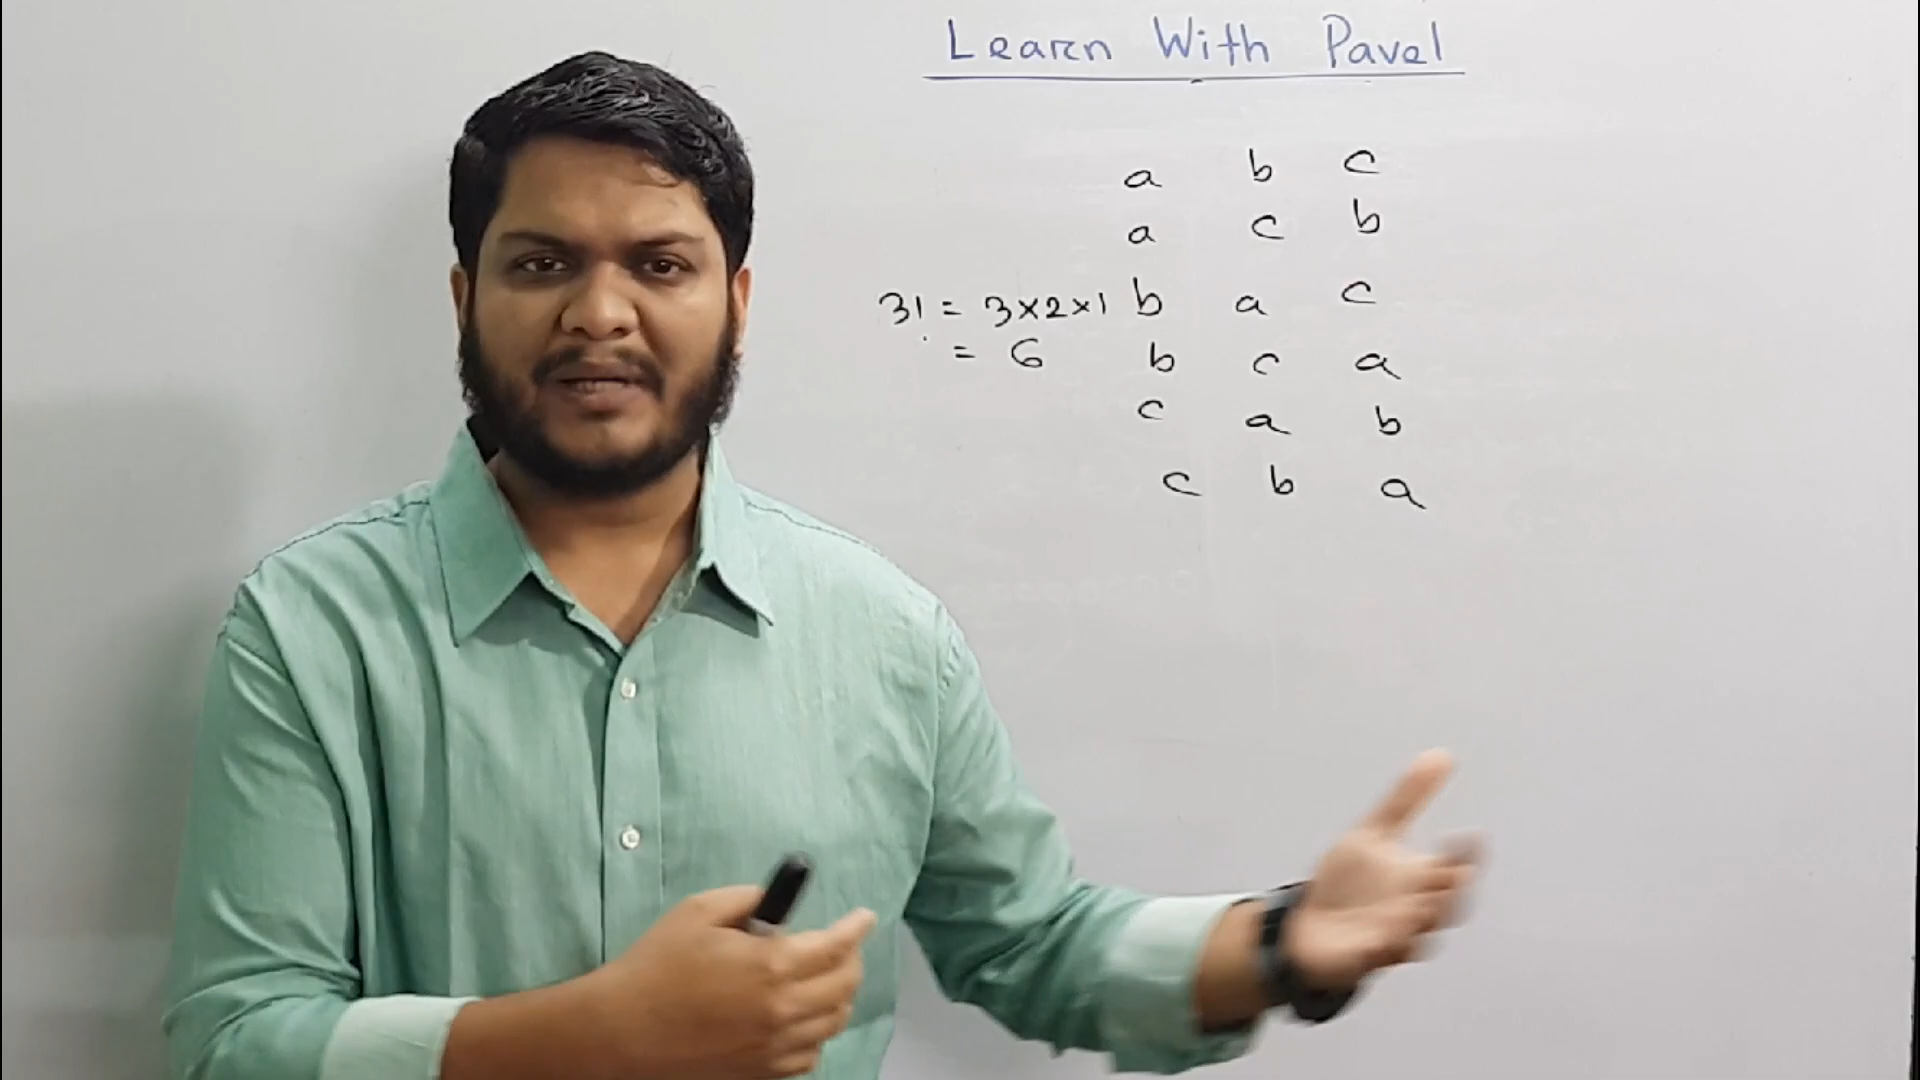 Learn With Pavel
a b c
a c b
3! = 3×2×1 b a c
= 6 b c a
c a b
c b a